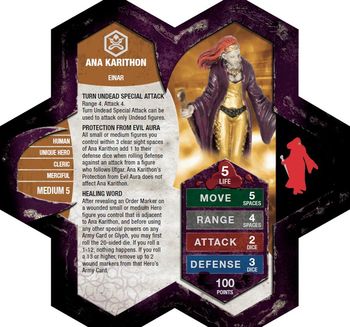 ANA KARITHON
EINAR
TURN UNDEAD SPECIAL ATTACK
Range 4. Attack 4.
Turn Undead Special Attack can be
used to attack only Undead figures.
PROTECTION FROM EVIL AURA
All small or medium figures you
control within 3 clear sight spaces
of Ana Karithon add 1 to their
defense dice when rolling defense
against an attack from a figure
who follows Utgar. Ana Karithon's
Protection from Evil Aura does not
affect Ana Karithon.
HEALING WORD
After revealing an Order Marker on
a wounded small or medium Hero
figure you control that is adjacent
to Ana Karithon, and before using
any other special powers on any
Army Card or Glyph, you may first
roll the 20-sided die. If you roll a
1-12, nothing happens. If you roll
a 13 or higher, remove up to 2
wound markers from that Hero's
Army Card.
HUMAN
UNIQUE HERO
CLERIC
MERCIFUL
MEDIUM 5
5
LIFE
MOVE 5 SPACES
RANGE 4 SPACES
ATTACK 2 DICE
DEFENSE 3 DICE
100
POINTS